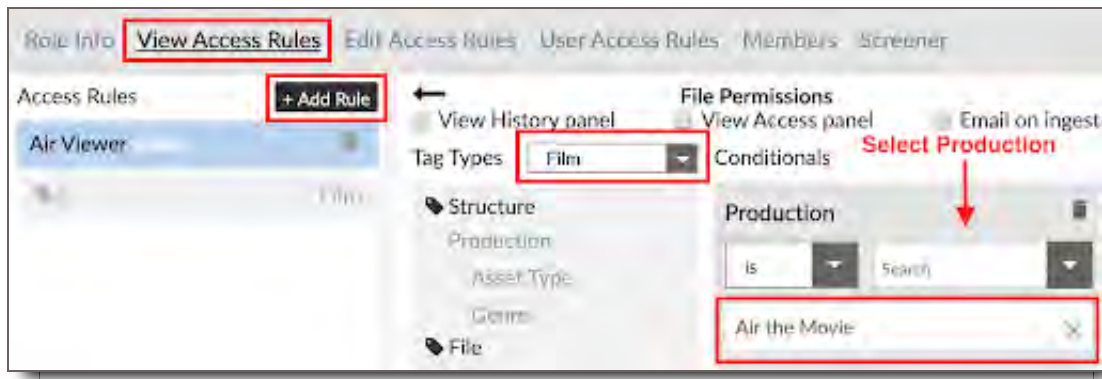 Role Info View Access Rules Edit Access Rules User Access Rules Members Screener
Access Rules + Add Rule
File Permissions
View History panel View Access panel Email on ingest
Air Viewer
Tag Types Film Conditionals Select Production
Film
Structure Production
Production
is Search
Asset Type
Genre
Air the Movie
File